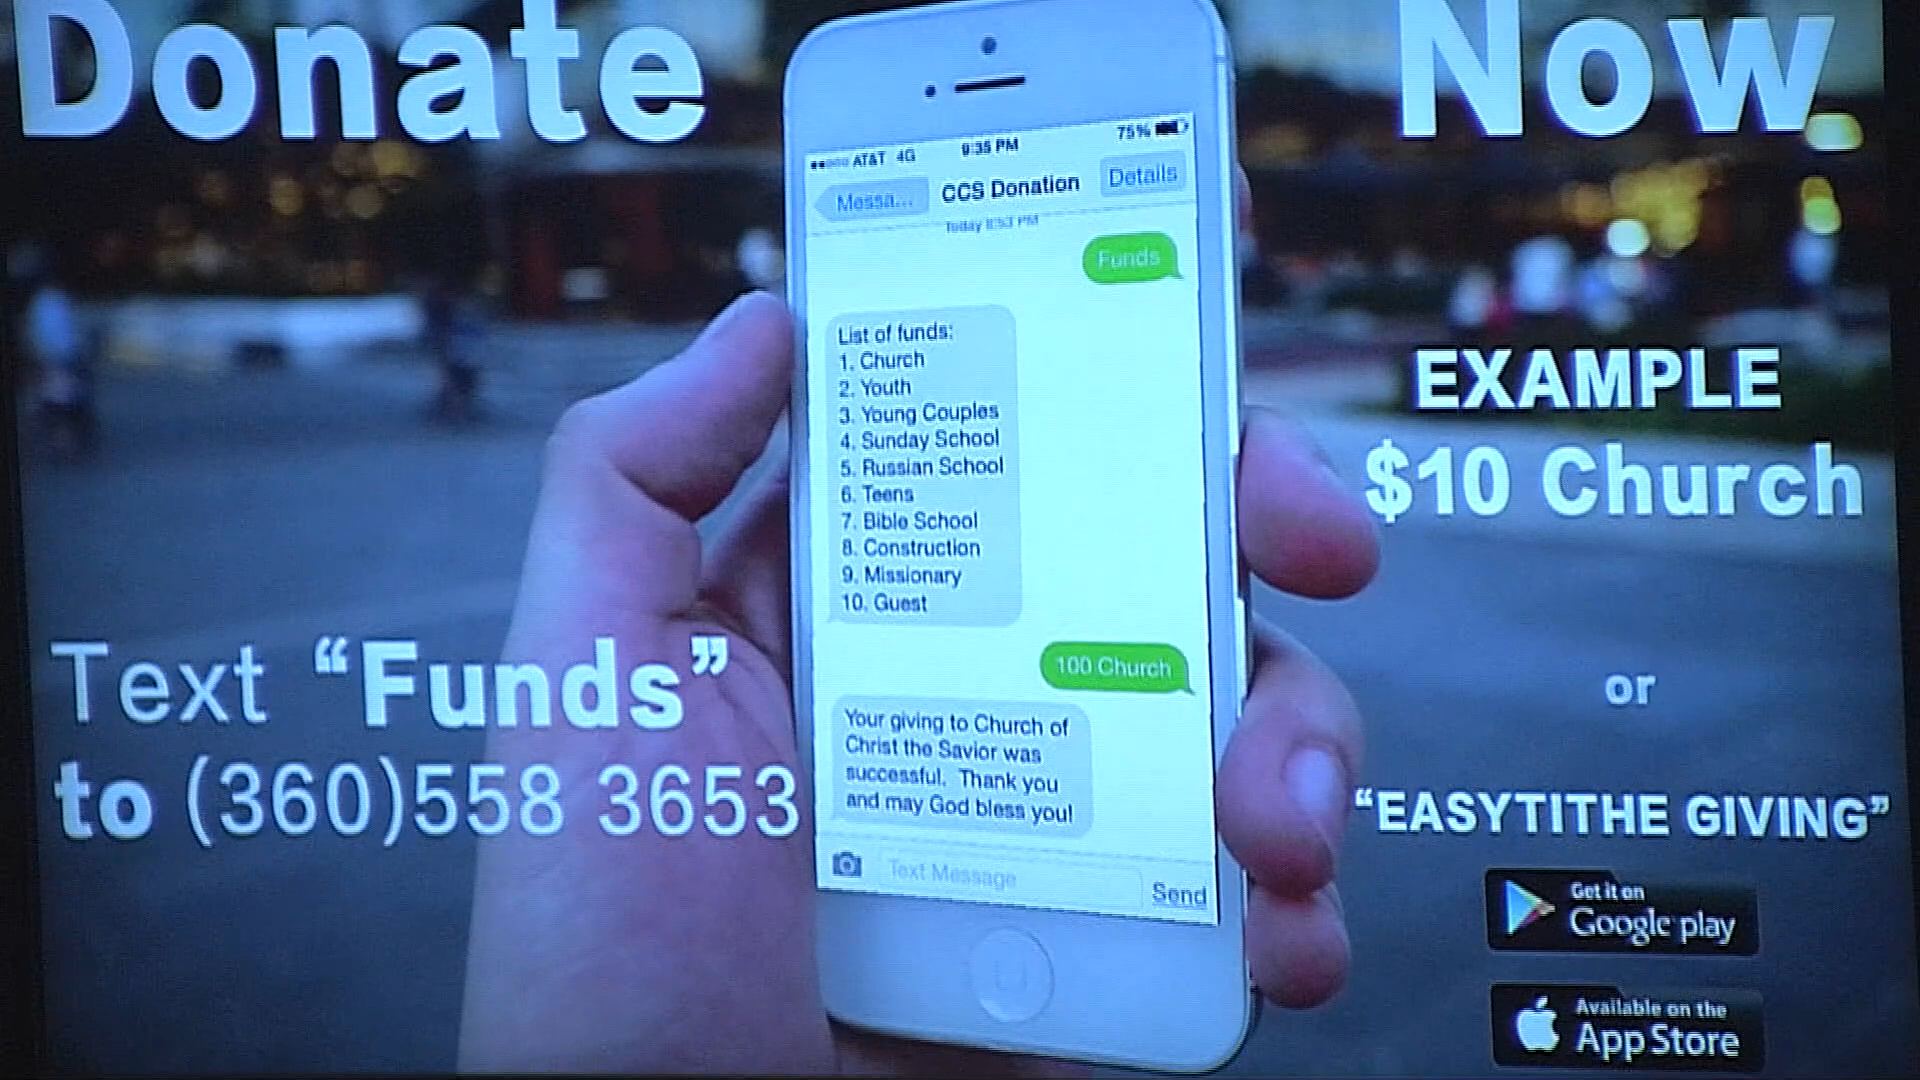 Donate Now
AT&T 4G 9:35 PM 75%
Messa... CCS Donation Details
Today 8:53 PM
Funds
List of funds:
1. Church
2. Youth
3. Young Couples
4. Sunday School
5. Russian School
6. Teens
7. Bible School
8. Construction
9. Missionary
10. Guest
100 Church
Your giving to Church of
Christ the Savior was
successful. Thank you
and may God bless you!
Text Message Send
Text “Funds”
to (360)558 3653
EXAMPLE
$10 Church
or
“EASYTITHE GIVING”
Get it on
Google play
Available on the
App Store